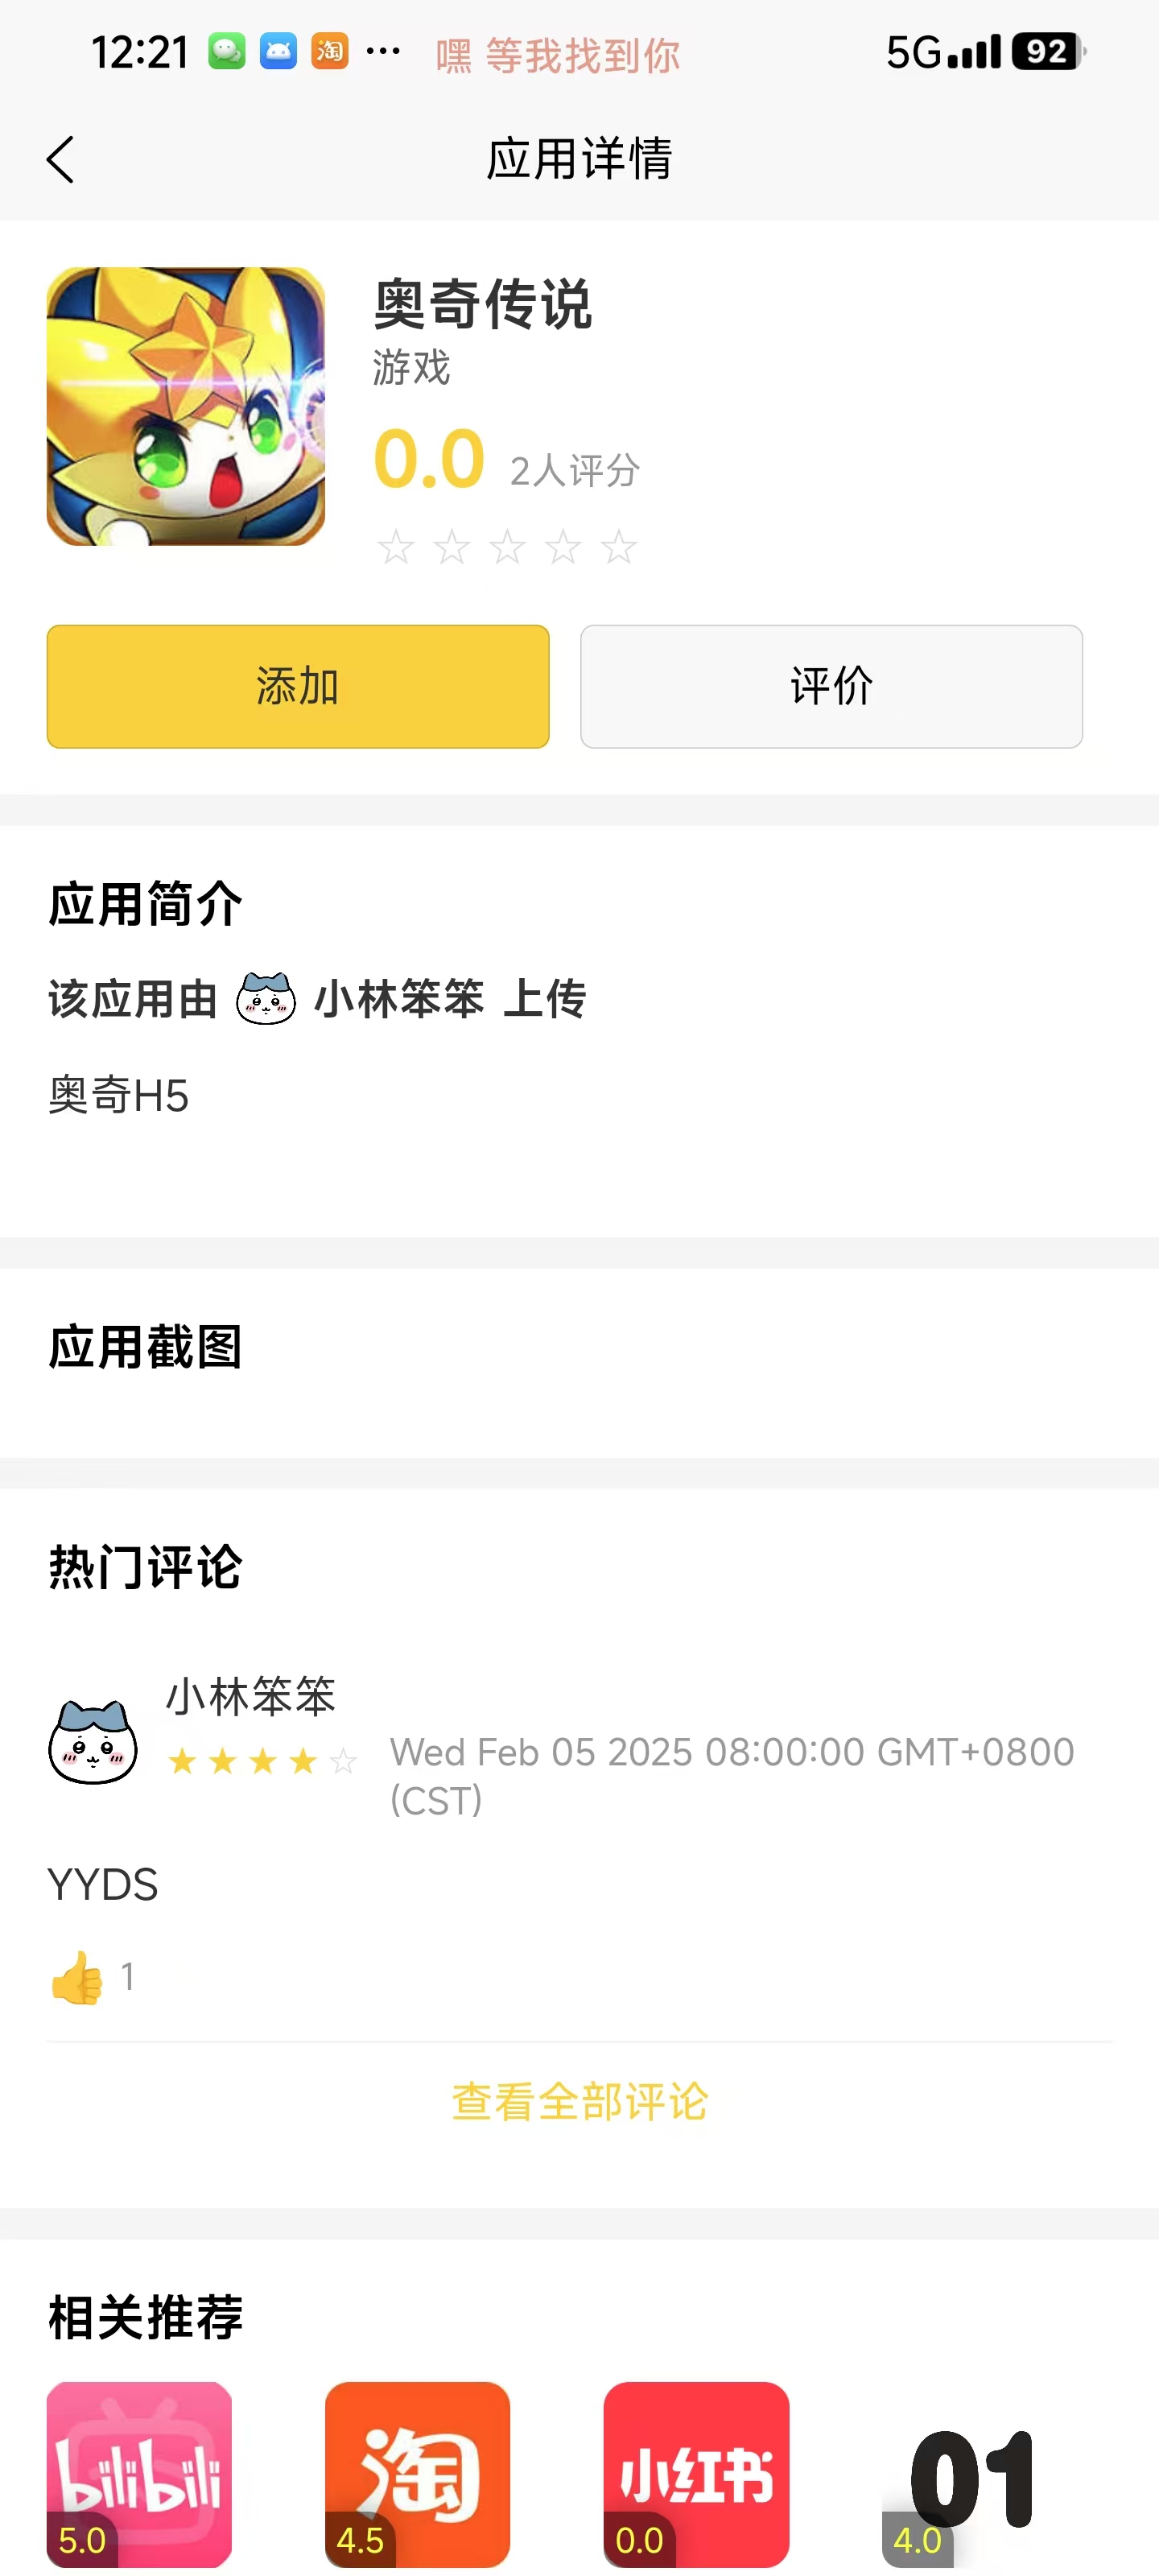 12:21 淘 ··· 嘿 等我找到你 5G 92
应用详情
奥奇传说
游戏
0.0 2人评分
添加 评价
应用简介
该应用由 小林笨笨 上传
奥奇H5
应用截图
热门评论
小林笨笨
Wed Feb 05 2025 08:00:00 GMT+0800
(CST)
YYDS
1
查看全部评论
相关推荐
bilibili 淘 小红书 01
5.0 4.5 0.0 4.0